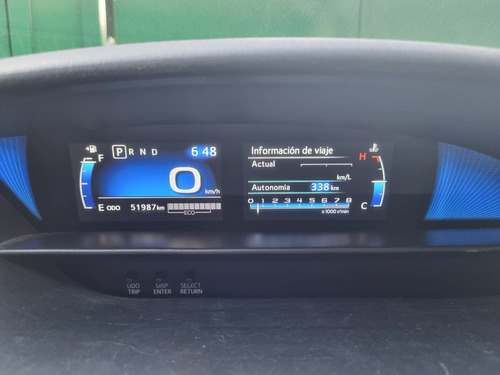 F P R N D 6:48
0 km/h
E ODO 51987 km
ECO
Información de viaje
Actual
km/L
Autonomía 338 km
0 1 2 3 4 5 6 7 8
x1000 r/min
H
C
ODO DISP SELECT
TRIP ENTER RETURN